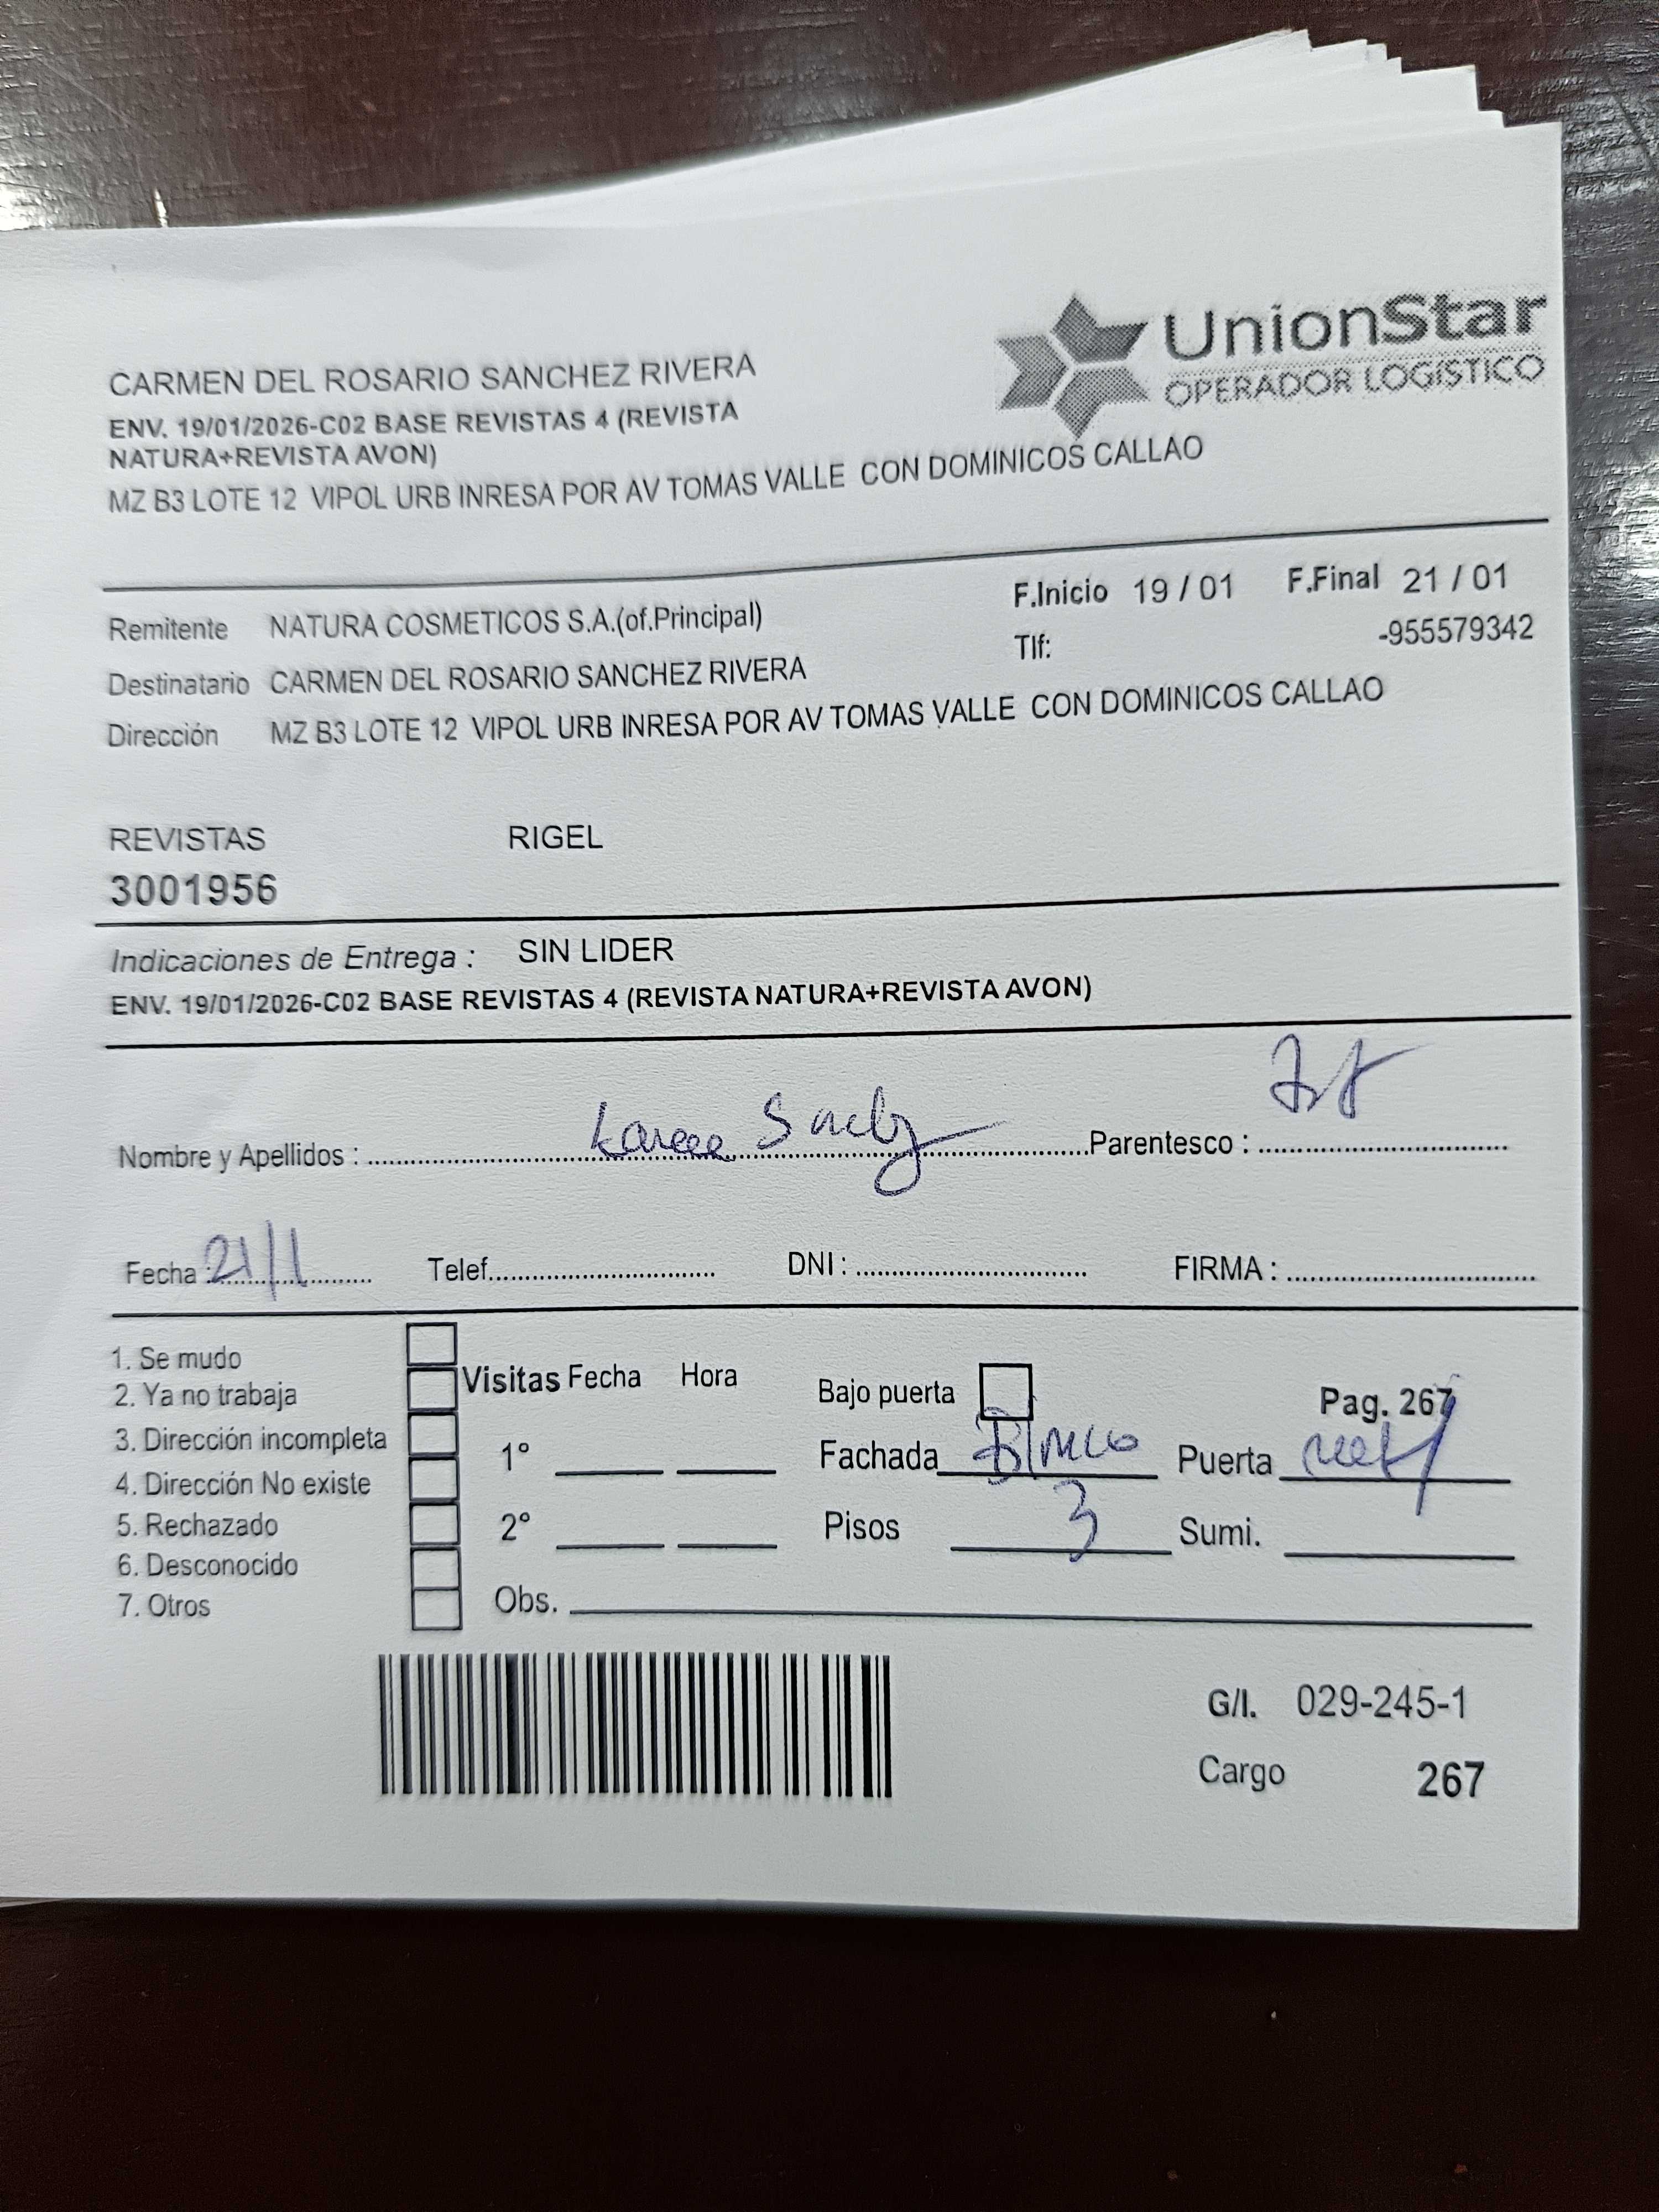 UnionStar
OPERADOR LOGÍSTICO
CARMEN DEL ROSARIO SANCHEZ RIVERA
ENV. 19/01/2026-C02 BASE REVISTAS 4 (REVISTA
NATURA+REVISTA AVON)
MZ B3 LOTE 12 VIPOL URB INRESA POR AV TOMAS VALLE CON DOMINICOS CALLAO
Remitente NATURA COSMETICOS S.A.(of.Principal) F.Inicio 19 / 01 F.Final 21 / 01
Tlf: -955579342
Destinatario CARMEN DEL ROSARIO SANCHEZ RIVERA
Dirección MZ B3 LOTE 12 VIPOL URB INRESA POR AV TOMAS VALLE CON DOMINICOS CALLAO
REVISTAS RIGEL
3001956
Indicaciones de Entrega : SIN LIDER
ENV. 19/01/2026-C02 BASE REVISTAS 4 (REVISTA NATURA+REVISTA AVON)
Nombre y Apellidos : Parentesco :
Fecha : 21/1 Telef. DNI : FIRMA :
1. Se mudo
2. Ya no trabaja
3. Dirección incompleta
4. Dirección No existe
5. Rechazado
6. Desconocido
7. Otros
Visitas Fecha Hora
1°
2°
Obs.
Bajo puerta Pag. 267
Fachada Blanco Puerta
Pisos 3 Sumi.
G/I. 029-245-1
Cargo 267